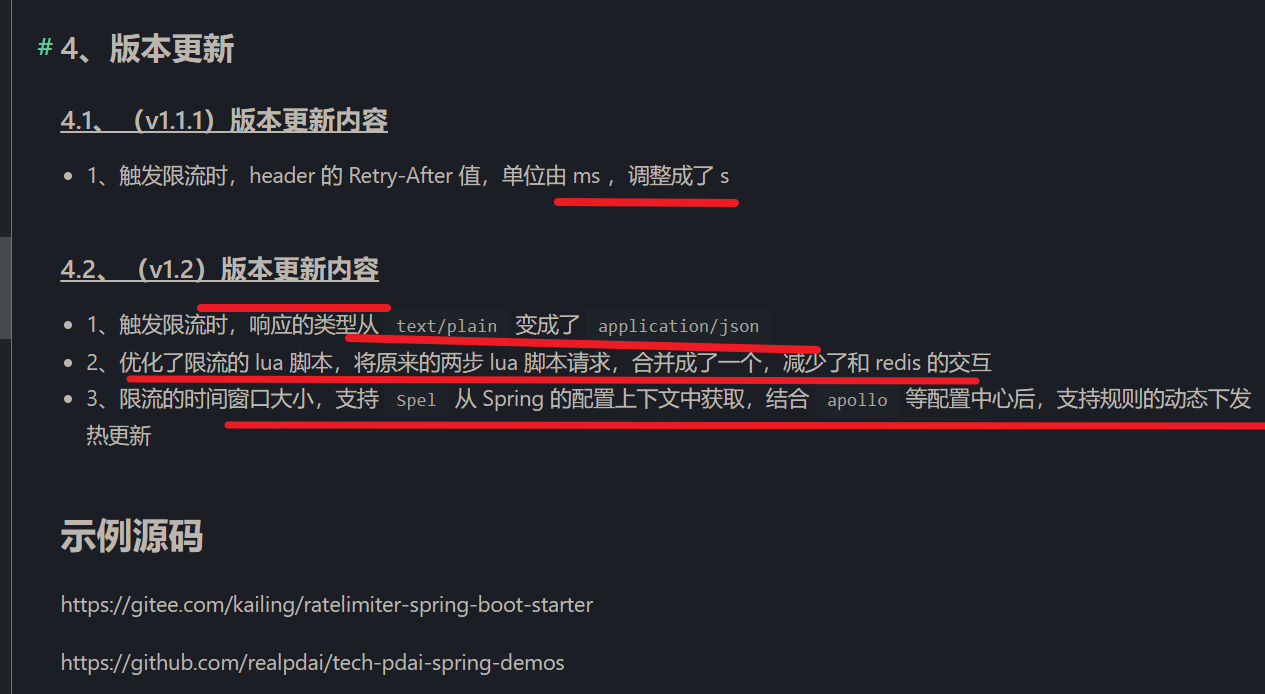 # 4、版本更新
4.1、（v1.1.1）版本更新内容
1、触发限流时，header 的 Retry-After 值，单位由 ms ，调整成了 s
4.2、（v1.2）版本更新内容
1、触发限流时，响应的类型从 text/plain 变成了 application/json
2、优化了限流的 lua 脚本，将原来的两步 lua 脚本请求，合并成了一个，减少了和 redis 的交互
3、限流的时间窗口大小，支持 Spel 从 Spring 的配置上下文中获取，结合 apollo 等配置中心后，支持规则的动态下发
热更新
示例源码
https://gitee.com/kailing/ratelimiter-spring-boot-starter
https://github.com/realpdai/tech-pdai-spring-demos